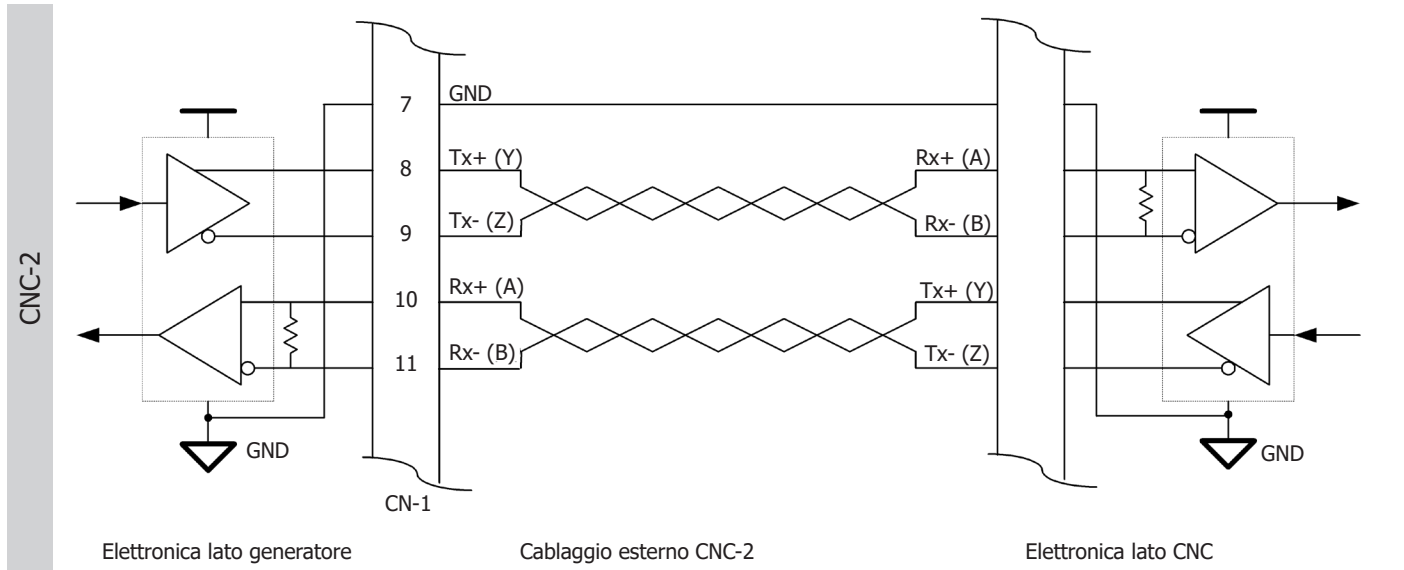 CNC-2
7 GND
8 Tx+ (Y) Rx+ (A)
9 Tx- (Z) Rx- (B)
10 Rx+ (A) Tx+ (Y)
11 Rx- (B) Tx- (Z)
GND
GND
CN-1
Elettronica lato generatore
Cablaggio esterno CNC-2
Elettronica lato CNC